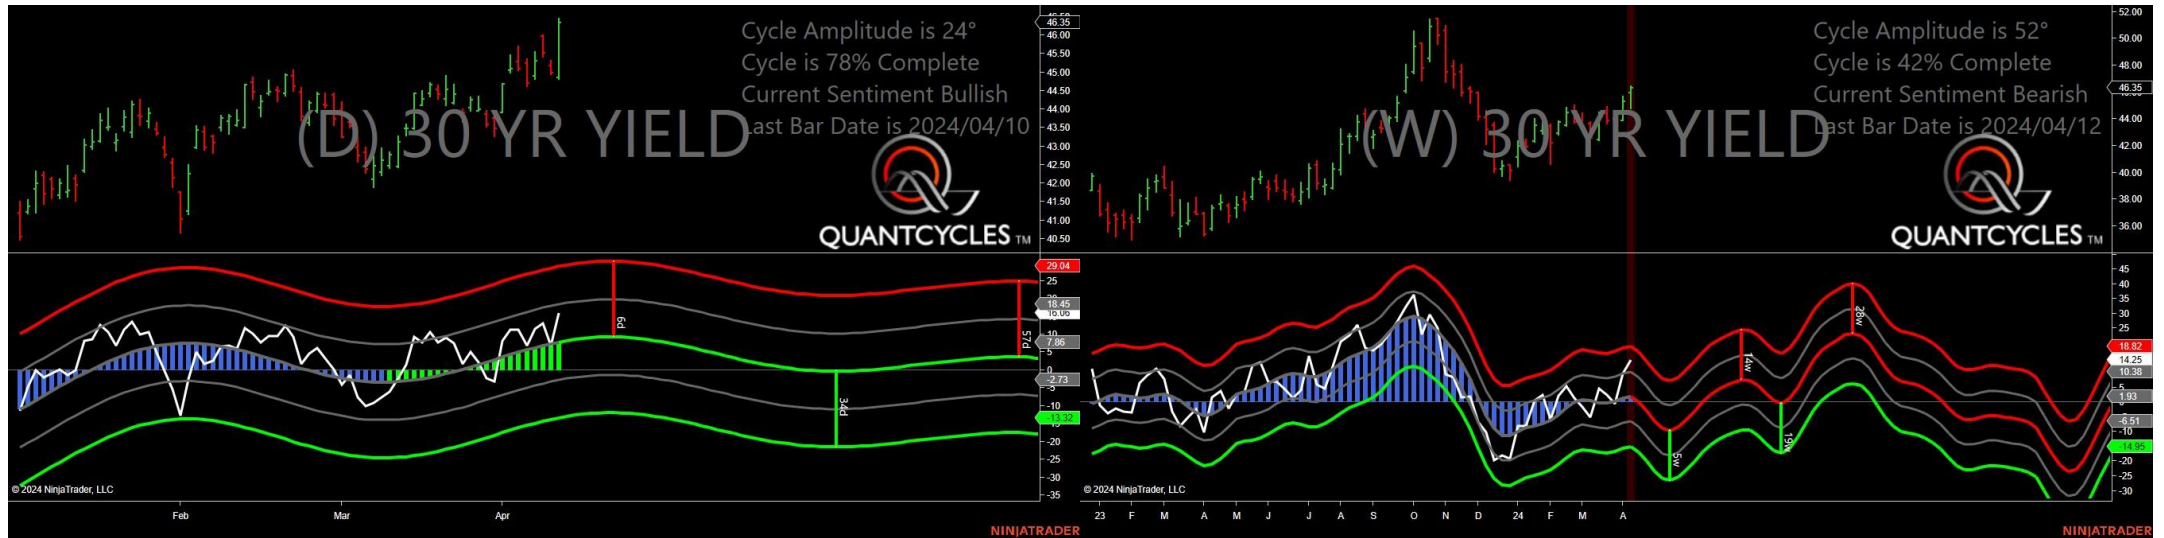 Cycle Amplitude is 24°
Cycle is 78% Complete
Current Sentiment Bullish
Last Bar Date is 2024/04/10
(D) 30 YR YIELD
QUANTCYCLES TM
46.35
46.00
45.50
45.00
44.50
44.00
43.50
43.00
42.50
42.00
41.50
41.00
40.50
29.04
25
18.45
16.06
10
7.86
5
0
-2.73
-5
-10
-13.32
-20
-25
-30
-35
6d
34d
57d
© 2024 NinjaTrader, LLC
Feb Mar Apr
NINJATRADER
Cycle Amplitude is 52°
Cycle is 42% Complete
Current Sentiment Bearish
Last Bar Date is 2024/04/12
(W) 30 YR YIELD
QUANTCYCLES TM
52.00
50.00
48.00
46.35
44.00
42.00
40.00
38.00
36.00
45
40
35
30
25
18.82
14.25
10.38
5
1.93
-6.51
-10
-14.95
-20
-25
-30
5w
14w
19w
28w
© 2024 NinjaTrader, LLC
23 F M A M J J A S O N D 24 F M A
NINJATRADER